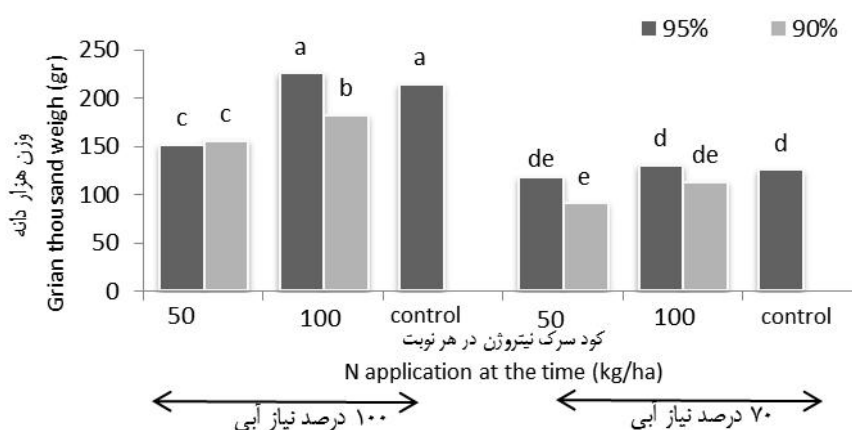 95% 90%
وزن هزار دانه
Grian thousand weigh (gr)
250
200
150
100
50
0
c c a b a de e d de d
50 100 control 50 100 control
کود سرک نیتروژن در هر نوبت
N application at the time (kg/ha)
۱۰۰ درصد نیاز آبی ۷۰ درصد نیاز آبی